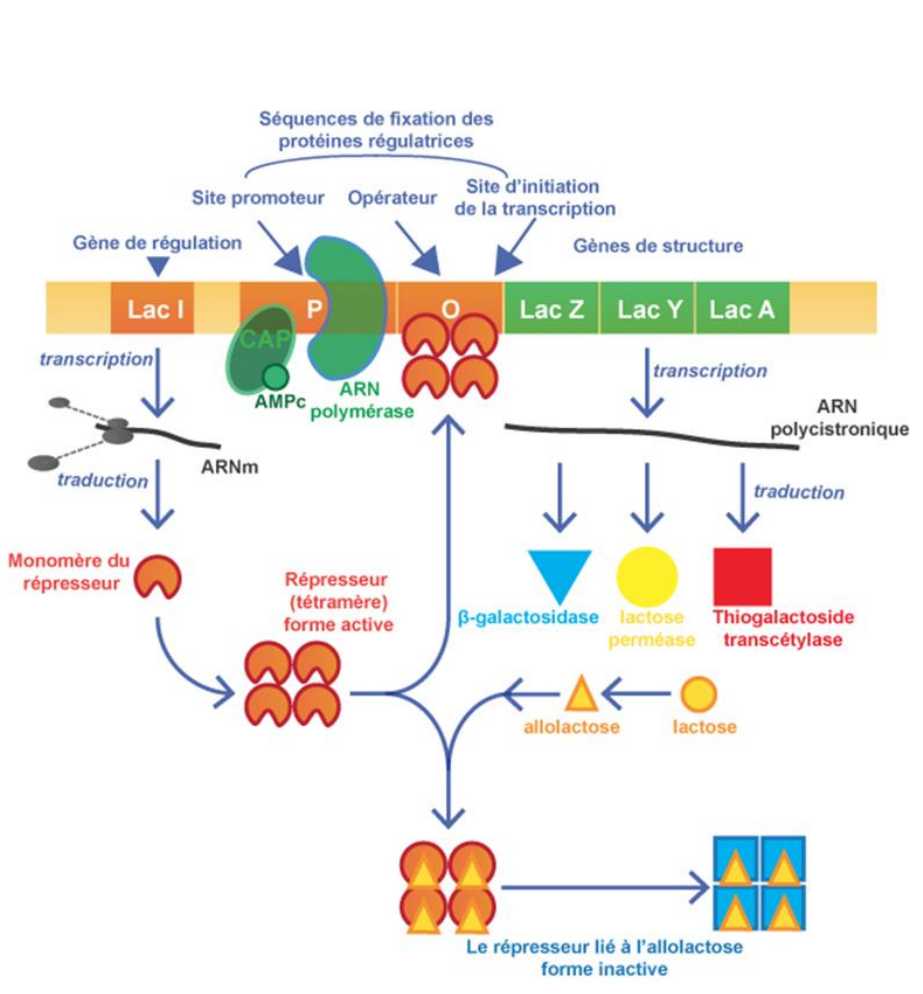 Séquences de fixation des
protéines régulatrices
Site promoteur
Opérateur
Site d'initiation
de la transcription
Gène de régulation
Gènes de structure
Lac I
P
O
Lac Z
Lac Y
Lac A
CAP
AMPc
ARN
polymérase
transcription
transcription
ARNm
ARN
polycistronique
traduction
traduction
Monomère du
répresseur
Répresseur
(tétramère)
forme active
β-galactosidase
lactose
perméase
Thiogalactoside
transcétylase
allolactose
lactose
Le répresseur lié à l'allolactose
forme inactive